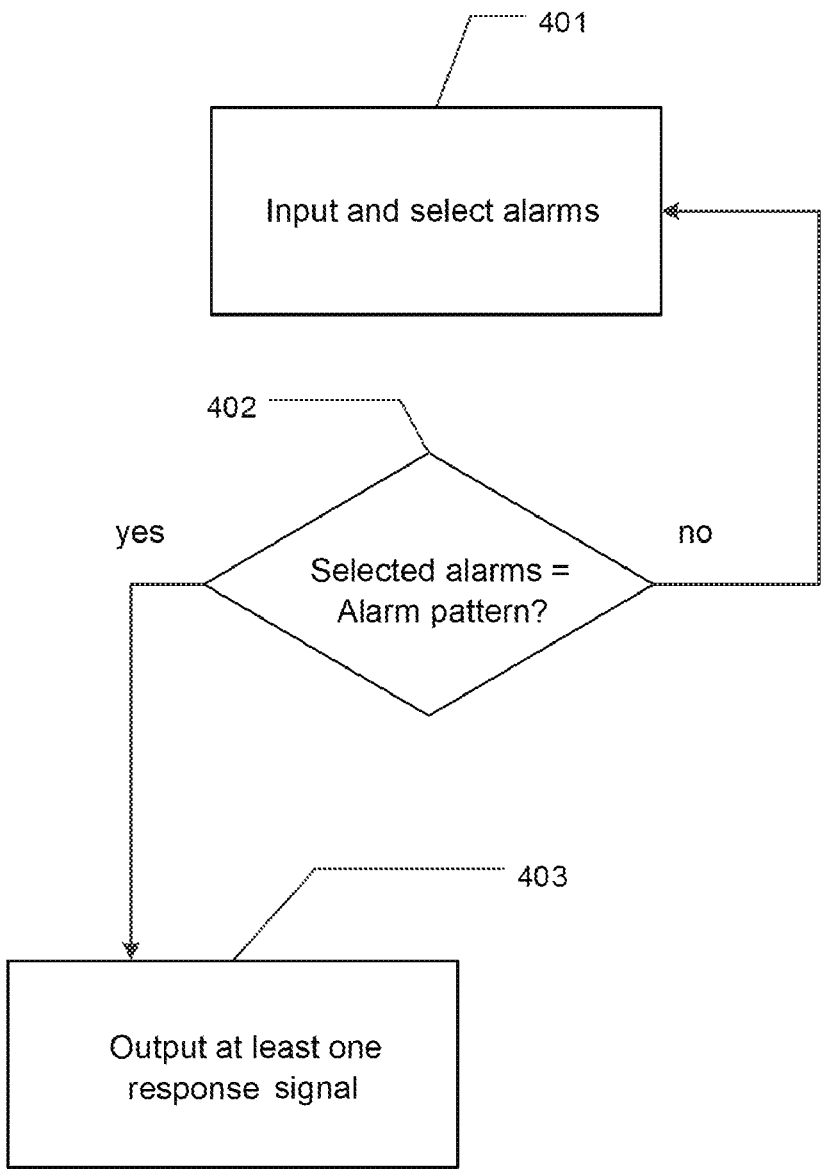 401
Input and select alarms
402
yes
no
Selected alarms =
Alarm pattern?
403
Output at least one
response signal